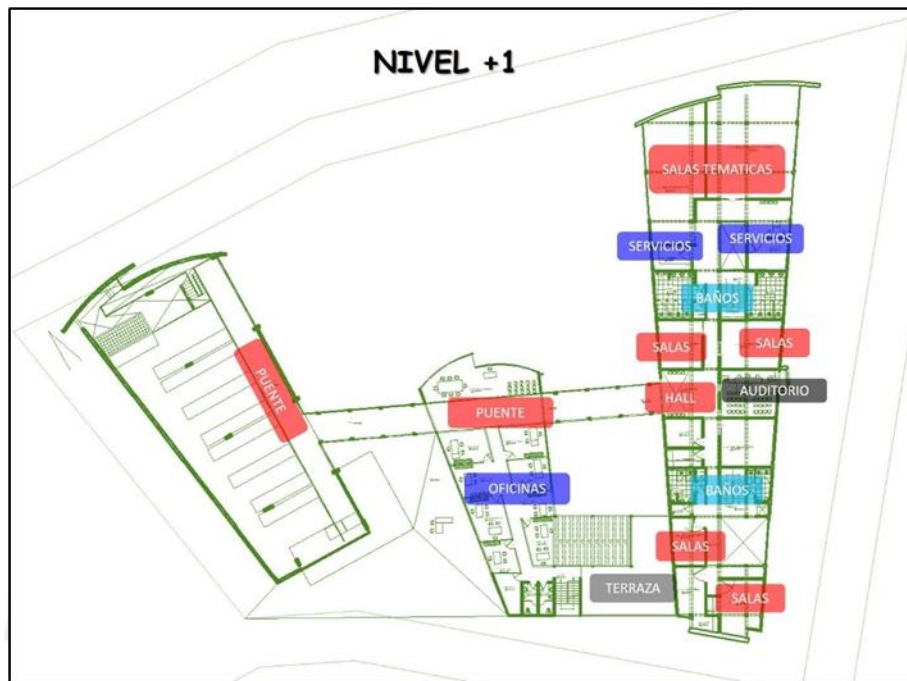 NIVEL +1
SALAS TEMATICAS
SERVICIOS
SERVICIOS
BAÑOS
SALAS
SALAS
PUENTE
PUENTE
HALL
AUDITORIO
OFICINAS
BAÑOS
SALAS
TERRAZA
SALAS